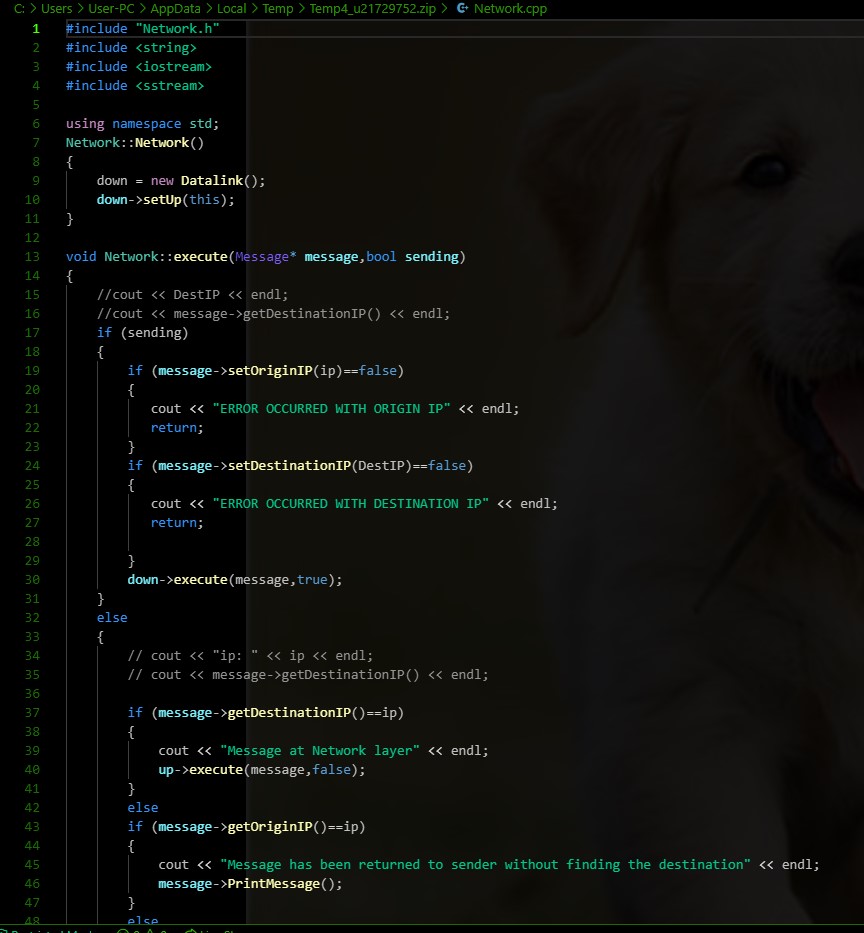 C: > Users > User-PC > AppData > Local > Temp > Temp4_u21729752.zip > Network.cpp
1 #include "Network.h"
2 #include <string>
3 #include <iostream>
4 #include <sstream>
5
6 using namespace std;
7 Network::Network()
8 {
9 down = new Datalink();
10 down->setUp(this);
11 }
12
13 void Network::execute(Message* message,bool sending)
14 {
15 //cout << DestIP << endl;
16 //cout << message->getDestinationIP() << endl;
17 if (sending)
18 {
19 if (message->setOriginIP(ip)==false)
20 {
21 cout << "ERROR OCCURRED WITH ORIGIN IP" << endl;
22 return;
23 }
24 if (message->setDestinationIP(DestIP)==false)
25 {
26 cout << "ERROR OCCURRED WITH DESTINATION IP" << endl;
27 return;
28
29 }
30 down->execute(message,true);
31 }
32 else
33 {
34 // cout << "ip: " << ip << endl;
35 // cout << message->getDestinationIP() << endl;
36
37 if (message->getDestinationIP()==ip)
38 {
39 cout << "Message at Network layer" << endl;
40 up->execute(message,false);
41 }
42 else
43 if (message->getOriginIP()==ip)
44 {
45 cout << "Message has been returned to sender without finding the destination" << endl;
46 message->PrintMessage();
47 }
48 else